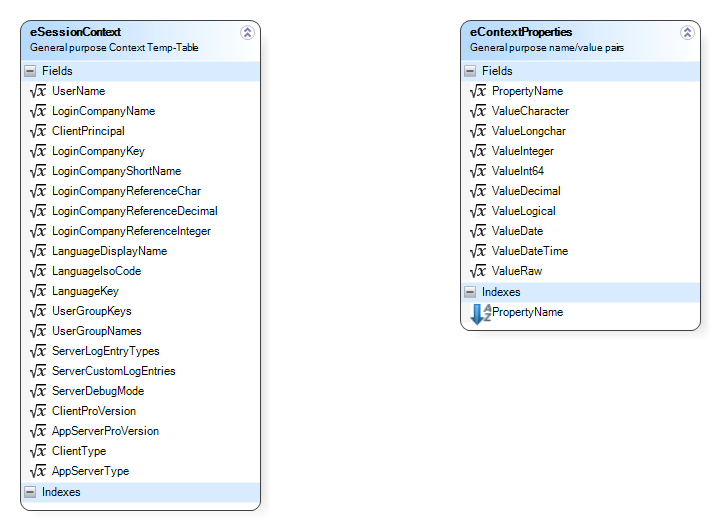 eSessionContext
General purpose Context Temp-Table
Fields
UserName
LoginCompanyName
ClientPrincipal
LoginCompanyKey
LoginCompanyShortName
LoginCompanyReferenceChar
LoginCompanyReferenceDecimal
LoginCompanyReferenceInteger
LanguageDisplayName
LanguageIsoCode
LanguageKey
UserGroupKeys
UserGroupNames
ServerLogEntryTypes
ServerCustomLogEntries
ServerDebugMode
ClientProVersion
AppServerProVersion
ClientType
AppServerType
Indexes
eContextProperties
General purpose name/value pairs
Fields
PropertyName
ValueCharacter
ValueLongchar
ValueInteger
ValueInt64
ValueDecimal
ValueLogical
ValueDate
ValueDateTime
ValueRaw
Indexes
PropertyName